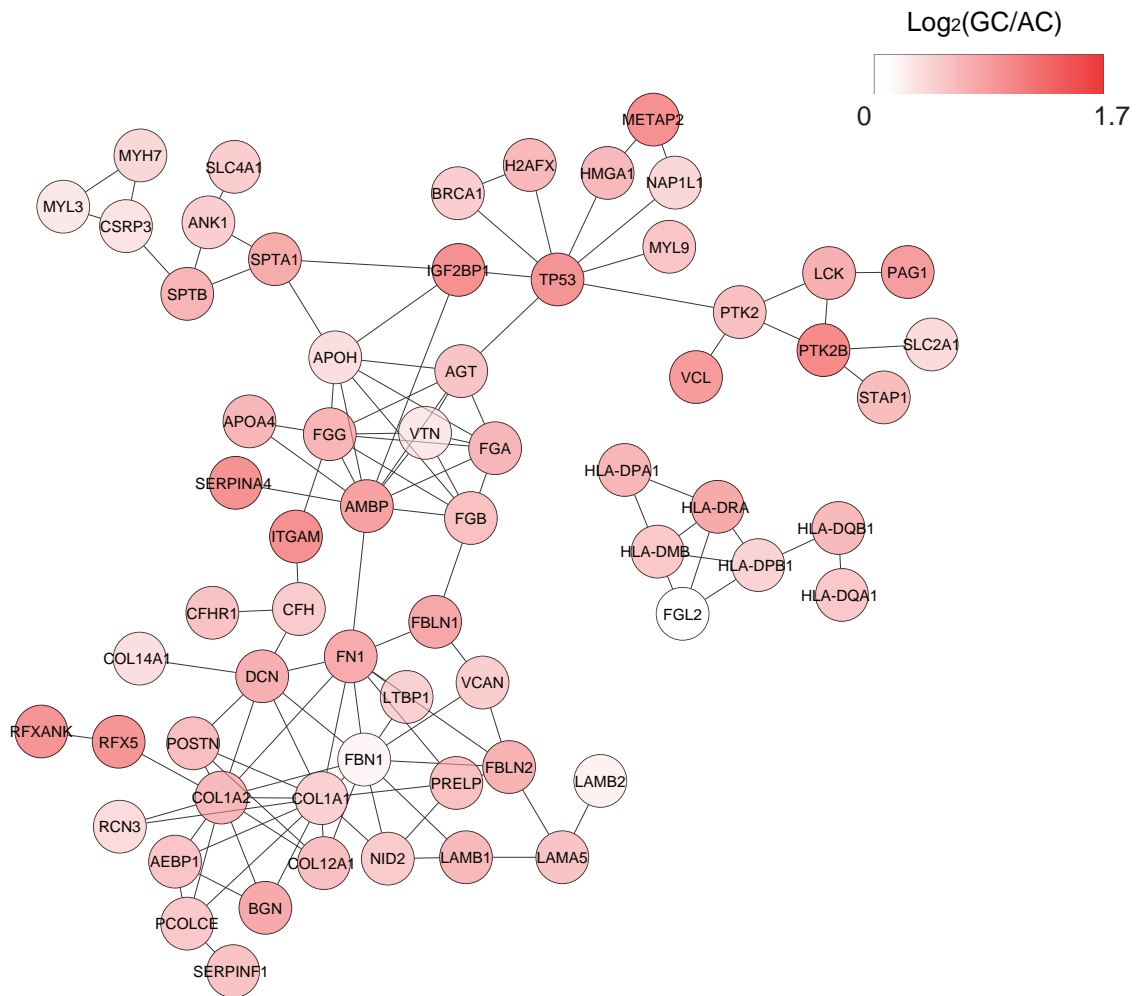 Log2(GC/AC)
0 1.7
METAP2
MYH7
H2AFX
SLC4A1
HMGA1
NAP1L1
BRCA1
MYL3
CSRP3
ANK1
MYL9
SPTA1
IGF2BP1
TP53
LCK
PAG1
SPTB
PTK2
APOH
PTK2B
SLC2A1
AGT
VCL
STAP1
APOA4
FGG
VTN
FGA
HLA-DPA1
SERPINA4
AMBP
FGB
HLA-DRA
HLA-DQB1
ITGAM
HLA-DMB
HLA-DPB1
HLA-DQA1
CFHR1
CFH
FBLN1
FGL2
COL14A1
DCN
FN1
LTBP1
VCAN
RFXANK
RFX5
POSTN
FBN1
FBLN2
PRELP
LAMB2
COL1A2
COL1A1
RCN3
AEBP1
COL12A1
NID2
LAMB1
LAMA5
BGN
PCOLCE
SERPINF1